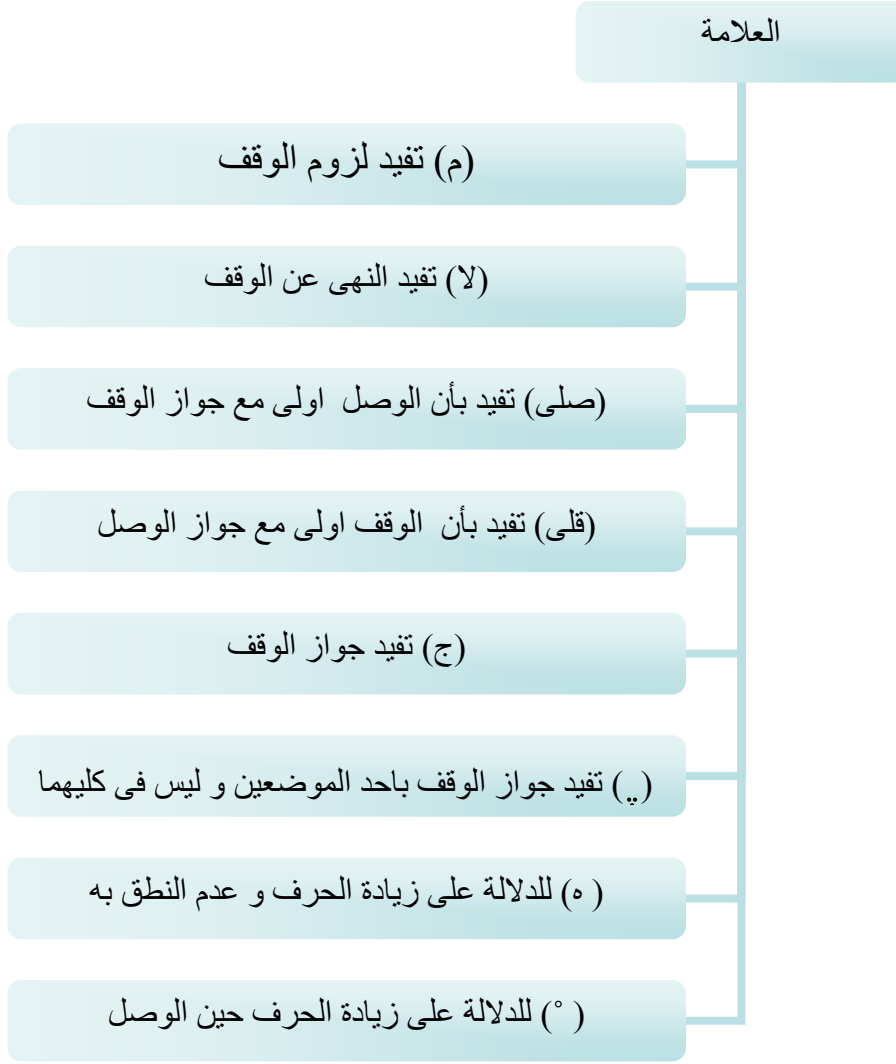 العلامة
(م) تفيد لزوم الوقف
(لا) تفيد النهى عن الوقف
(صلى) تفيد بأن الوصل اولى مع جواز الوقف
(قلى) تفيد بأن الوقف اولى مع جواز الوصل
(ج) تفيد جواز الوقف
(ۛ) تفيد جواز الوقف باحد الموضعين و ليس فى كليهما
( ه) للدلالة على زيادة الحرف و عدم النطق به
( °) للدلالة على زيادة الحرف حين الوصل